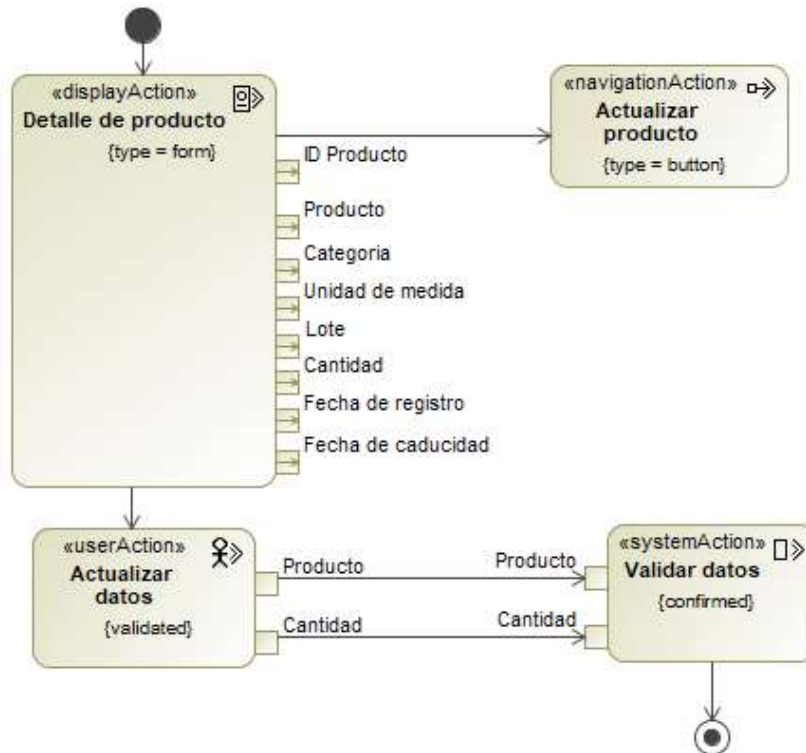 «displayAction»
Detalle de producto
{type = form}
«navigationAction»
Actualizar
producto
{type = button}
ID Producto
Producto
Categoria
Unidad de medida
Lote
Cantidad
Fecha de registro
Fecha de caducidad
«userAction»
Actualizar
datos
{validated}
Producto
Cantidad
Producto
Cantidad
«systemAction»
Validar datos
{confirmed}